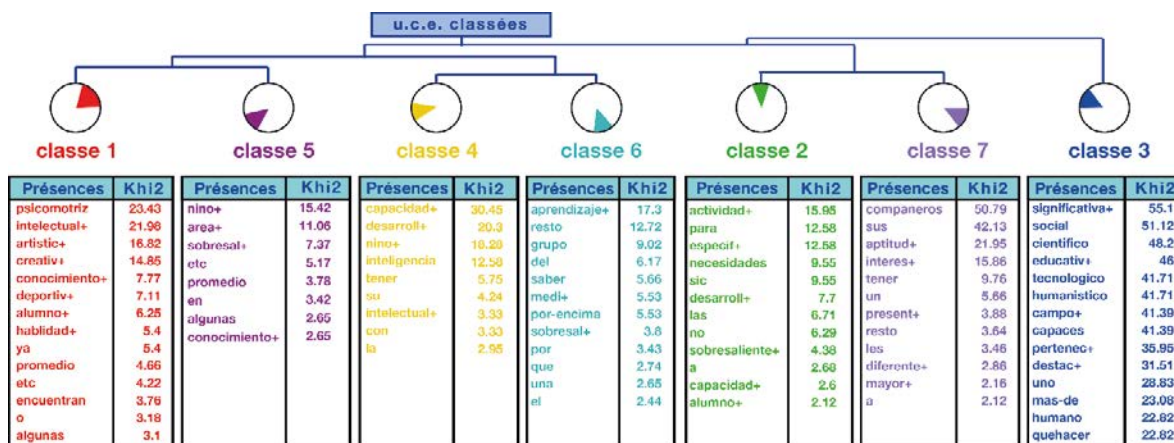 u.c.e. classées
classe 1
classe 5
classe 4
classe 6
classe 2
classe 7
classe 3
Présences Khi2
psicomotriz 23.43
intelectual+ 21.98
artistic+ 16.82
creativ+ 14.85
conocimiento+ 7.77
deportiv+ 7.11
alumno+ 6.25
hablidad+ 5.4
ya 5.4
promedio 4.66
etc 4.22
encuentran 3.76
o 3.18
algunas 3.1
Présences Khi2
nino+ 15.42
area+ 11.06
sobresal+ 7.37
etc 5.17
promedio 3.78
en 3.42
algunas 2.65
conocimiento+ 2.65
Présences Khi2
capacidad+ 30.45
desarroll+ 20.3
nino+ 18.28
inteligencia 12.58
tener 5.75
su 4.24
intelectual+ 3.33
con 3.33
la 2.95
Présences Khi2
aprendizaje+ 17.3
resto 12.72
grupo 9.02
del 6.17
saber 5.66
medi+ 5.53
por-encima 5.53
sobresal+ 3.8
por 3.43
que 2.74
una 2.65
el 2.44
Présences Khi2
actividad+ 15.95
para 12.58
especif+ 12.58
necesidades 9.55
sic 9.55
desarroll+ 7.7
las 6.71
no 6.29
sobresaliente+ 4.38
a 2.68
capacidad+ 2.6
alumno+ 2.12
Présences Khi2
companeros 50.79
sus 42.13
aptitud+ 21.95
interes+ 15.86
tener 9.76
un 5.66
present+ 3.88
resto 3.64
les 3.46
diferente+ 2.86
mayor+ 2.16
a 2.12
Présences Khi2
significativa+ 55.1
social 51.12
cientifico 48.2
educativ+ 46
tecnologico 41.71
humanistico 41.71
campo+ 41.39
capaces 41.39
pertenec+ 35.95
destac+ 31.51
uno 28.83
mas-de 23.08
humano 22.82
quehacer 22.82